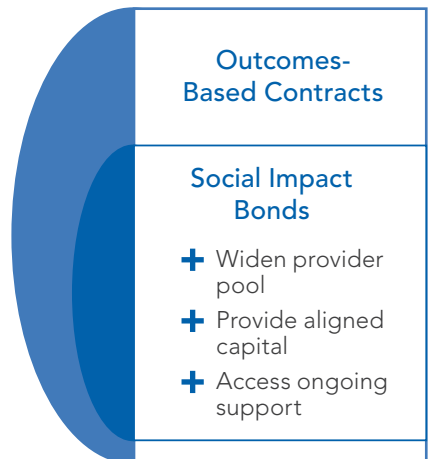 Outcomes-
Based Contracts
Social Impact
Bonds
+ Widen provider
pool
+ Provide aligned
capital
+ Access ongoing
support